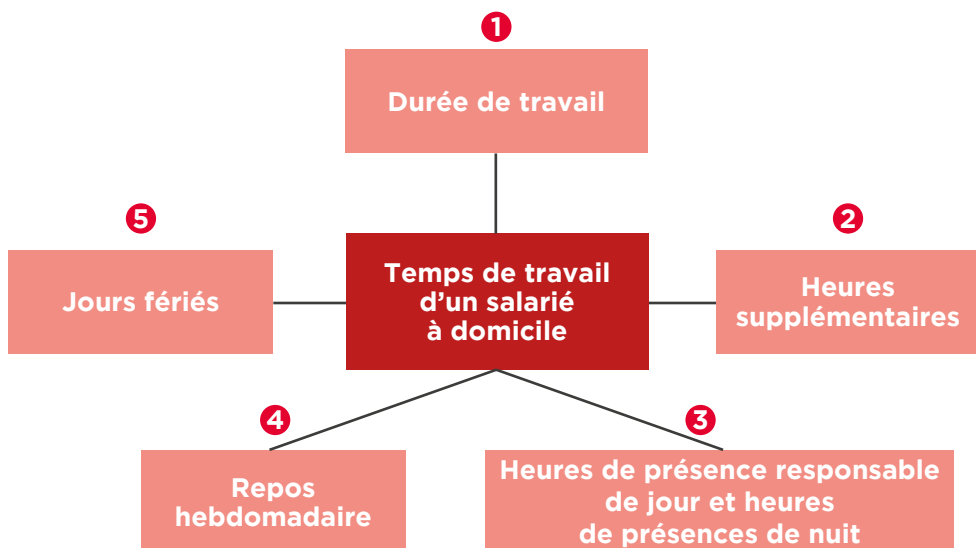 1
Durée de travail
5
Jours fériés
Temps de travail
d’un salarié
à domicile
2
Heures
supplémentaires
4
Repos
hebdomadaire
3
Heures de présence responsable
de jour et heures
de présences de nuit